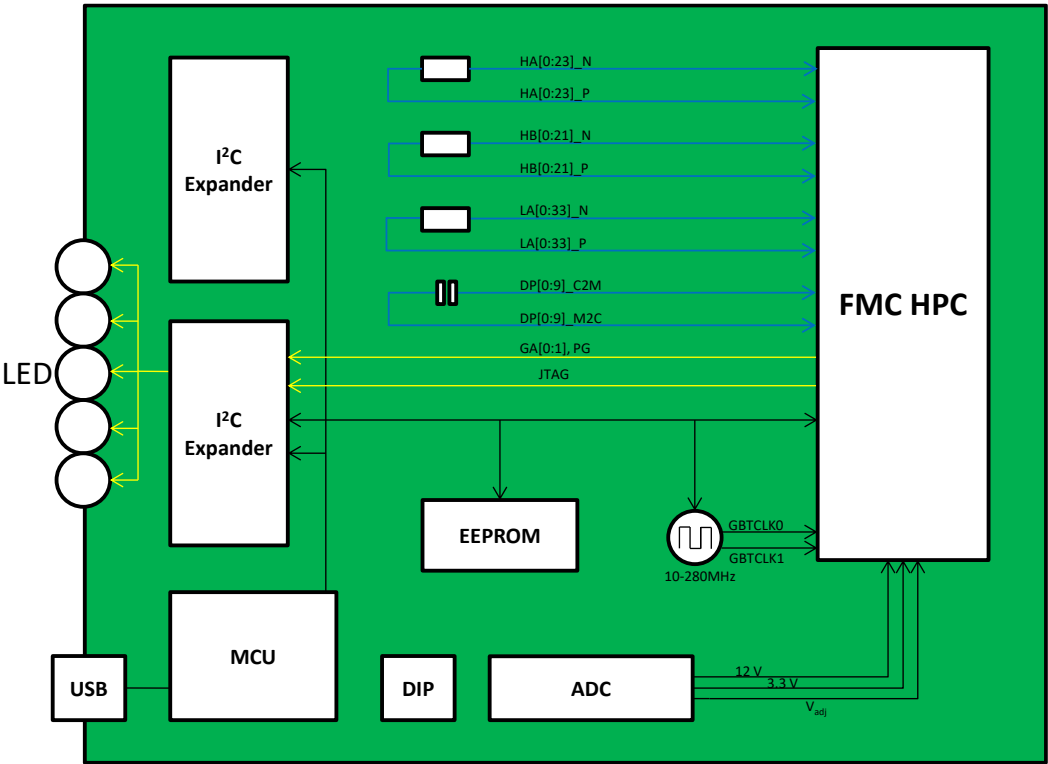 HA[0:23]_N
HA[0:23]_P
HB[0:21]_N
HB[0:21]_P
I²C
Expander
LA[0:33]_N
LA[0:33]_P
DP[0:9]_C2M
DP[0:9]_M2C
FMC HPC
GA[0:1], PG
JTAG
LED
I²C
Expander
EEPROM
GBTCLK0
GBTCLK1
10-280MHz
MCU
USB
DIP
ADC
12 V
3.3 V
Vadj